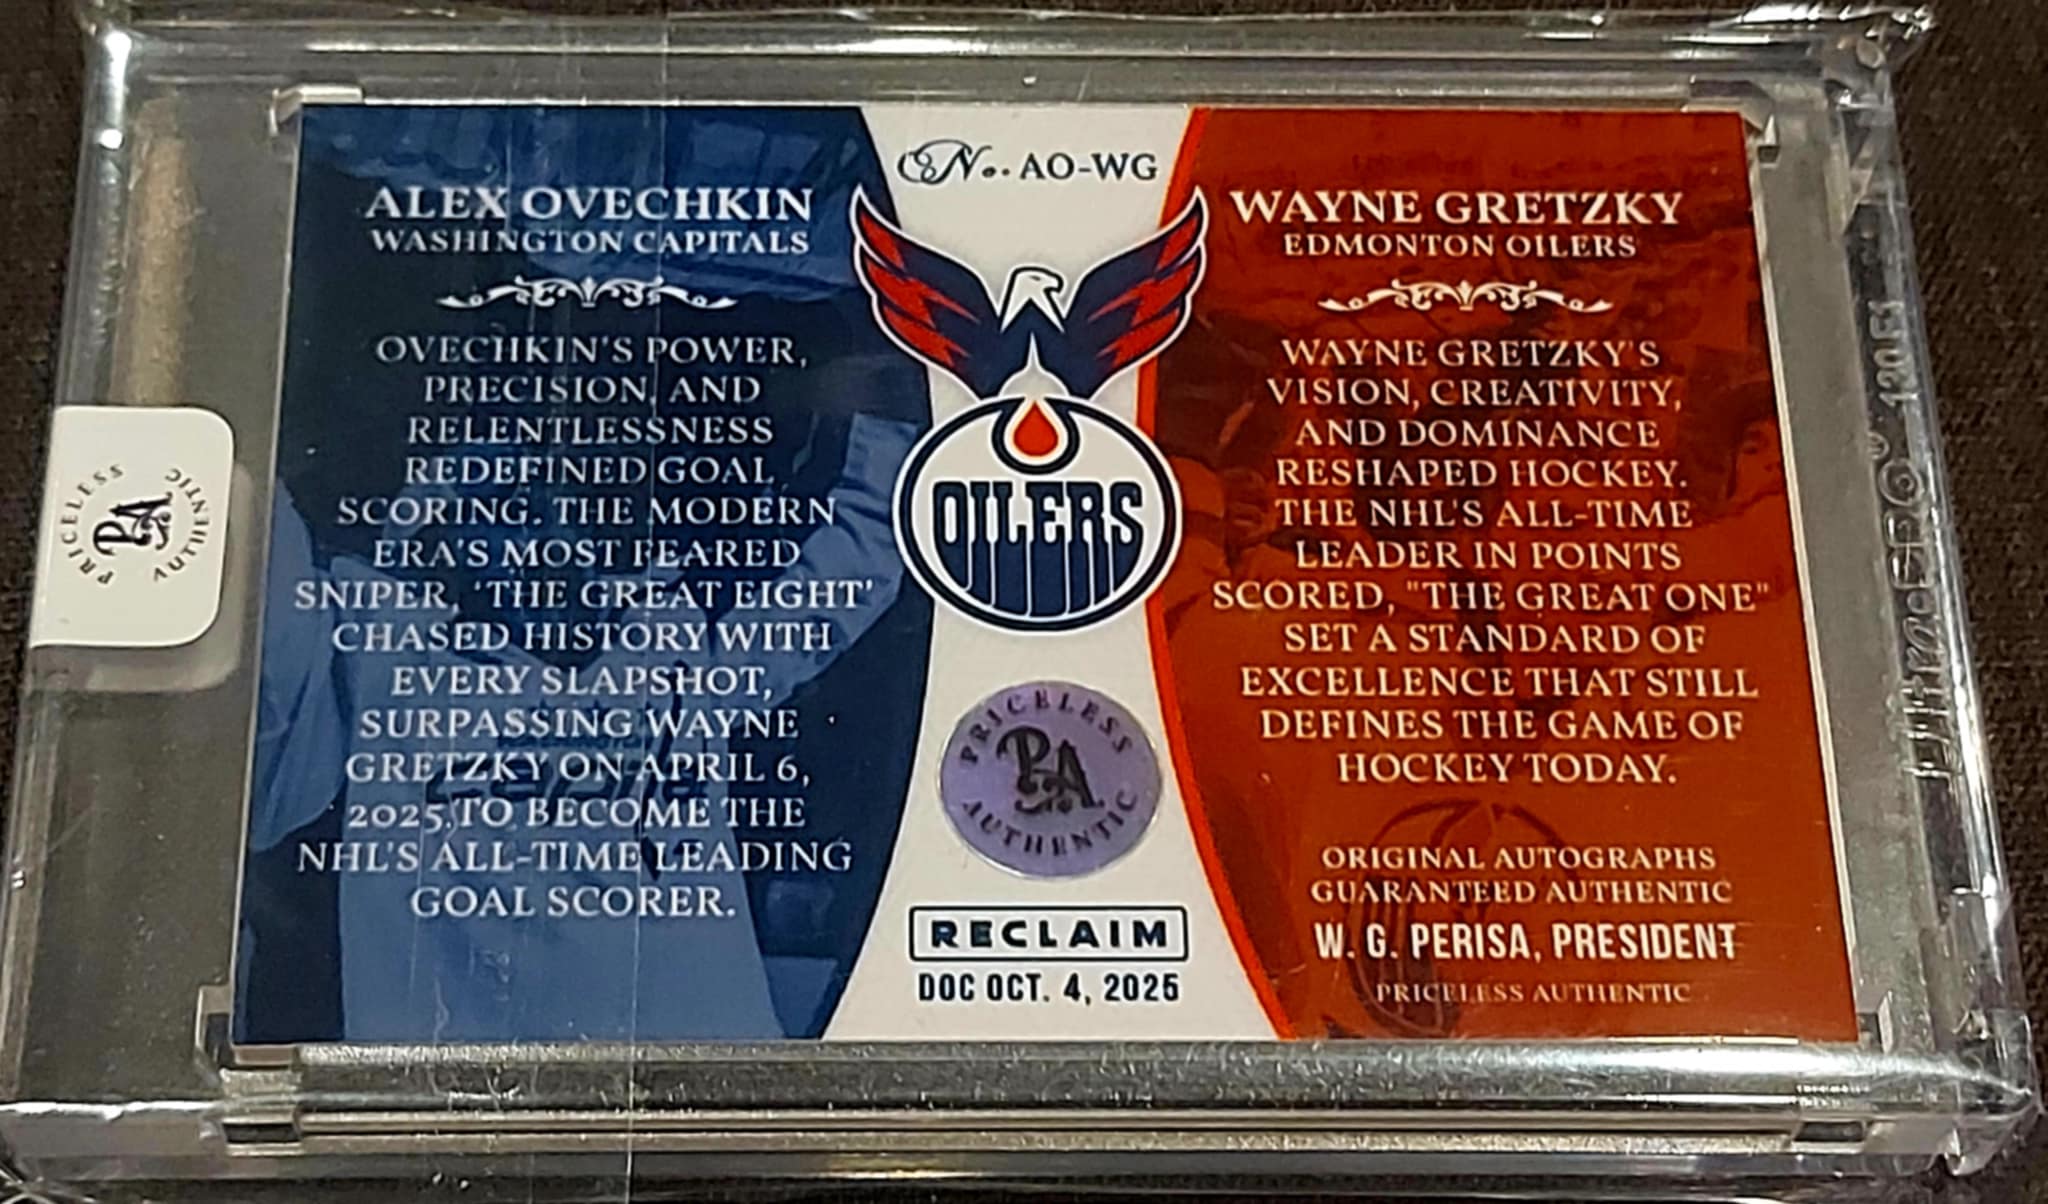 No. AO-WG
ALEX OVECHKIN
WASHINGTON CAPITALS
OVECHKIN'S POWER,
PRECISION, AND
RELENTLESSNESS
REDEFINED GOAL
SCORING. THE MODERN
ERA'S MOST FEARED
SNIPER, 'THE GREAT EIGHT'
CHASED HISTORY WITH
EVERY SLAPSHOT,
SURPASSING WAYNE
GRETZKY ON APRIL 6,
2025 TO BECOME THE
NHL'S ALL-TIME LEADING
GOAL SCORER.
OILERS
PRICELESS
PA
AUTHENTIC
RECLAIM
DOC OCT. 4, 2025
WAYNE GRETZKY
EDMONTON OILERS
WAYNE GRETZKY'S
VISION, CREATIVITY,
AND DOMINANCE
RESHAPED HOCKEY.
THE NHL'S ALL-TIME
LEADER IN POINTS
SCORED, "THE GREAT ONE"
SET A STANDARD OF
EXCELLENCE THAT STILL
DEFINES THE GAME OF
HOCKEY TODAY.
ORIGINAL AUTOGRAPHS
GUARANTEED AUTHENTIC
W. G. PERISA, PRESIDENT
PRICELESS AUTHENTIC
PRICELESS
PA
AUTHENTIC